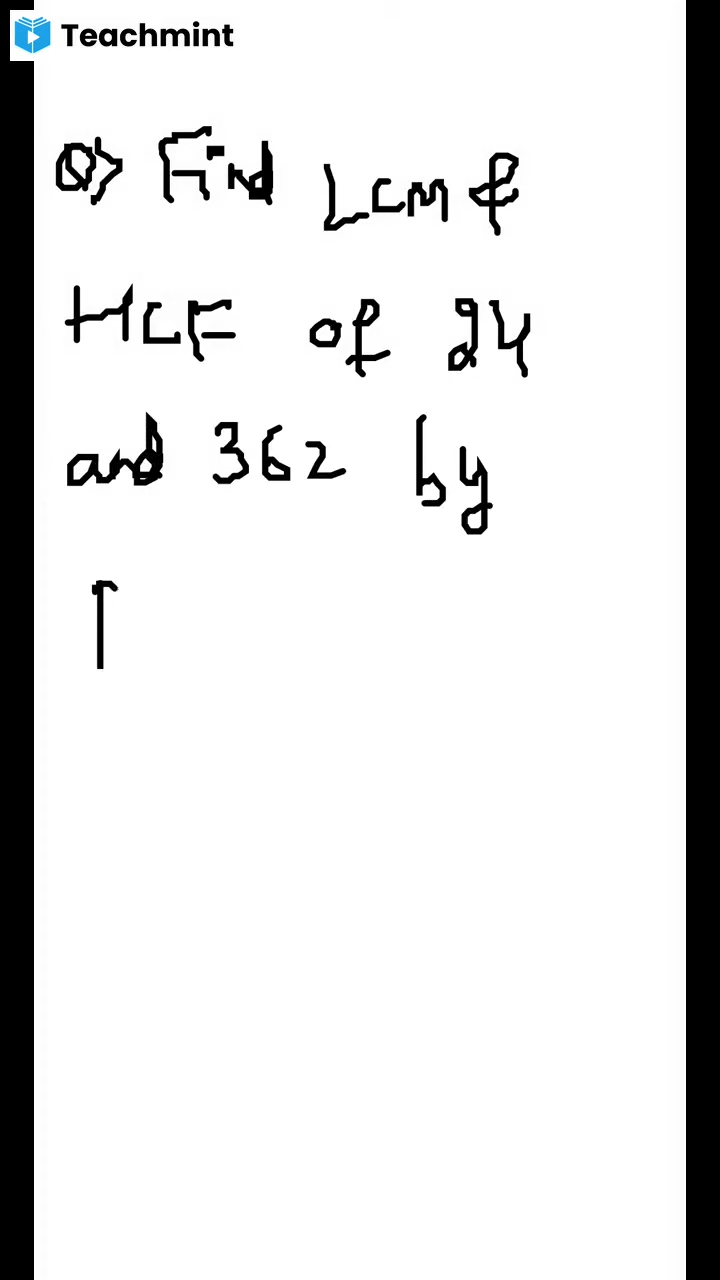 Teachmint
Q) Find LCM &
HCF of 24
and 362 by